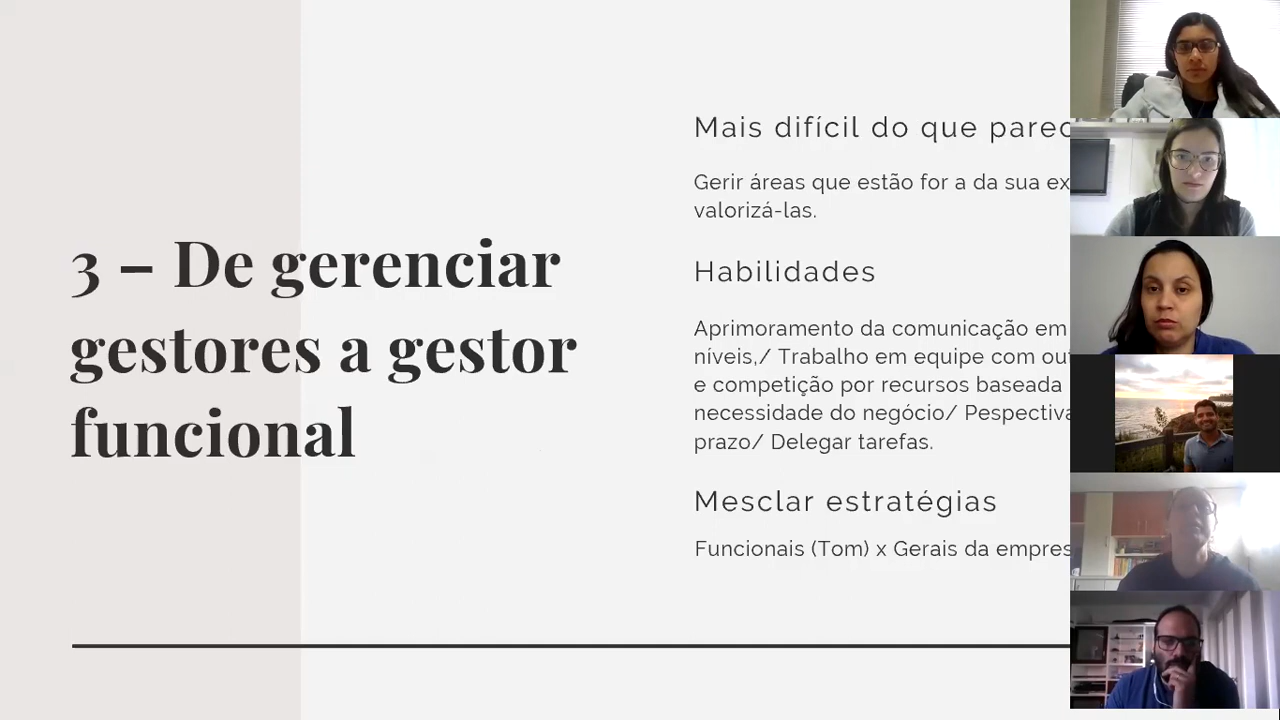 3 – De gerenciar
gestores a gestor
funcional
Mais difícil do que parec
Gerir áreas que estão for a da sua ex
valorizá-las.
Habilidades
Aprimoramento da comunicação em
níveis,/ Trabalho em equipe com out
e competição por recursos baseada
necessidade do negócio/ Pespectiva
prazo/ Delegar tarefas.
Mesclar estratégias
Funcionais (Tom) x Gerais da empres